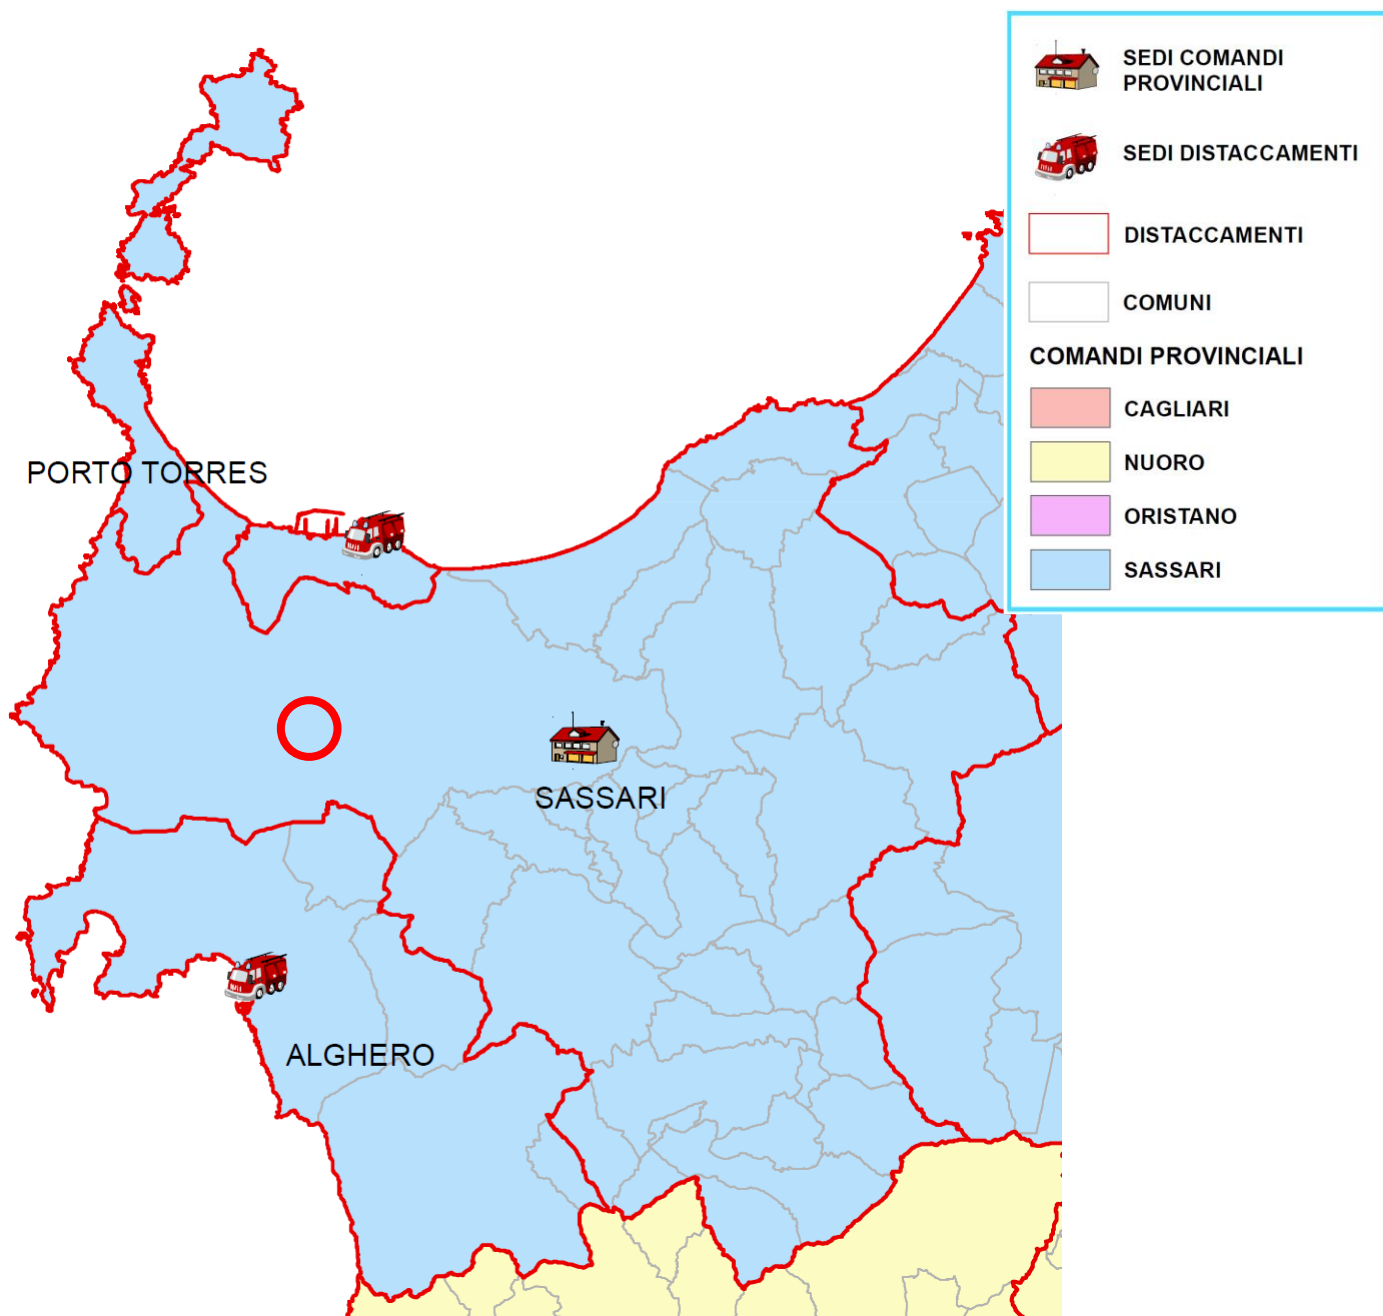 SEDI COMANDI
PROVINCIALI
SEDI DISTACCAMENTI
DISTACCAMENTI
COMUNI
COMANDI PROVINCIALI
CAGLIARI
NUORO
ORISTANO
SASSARI
PORTO TORRES
SASSARI
ALGHERO